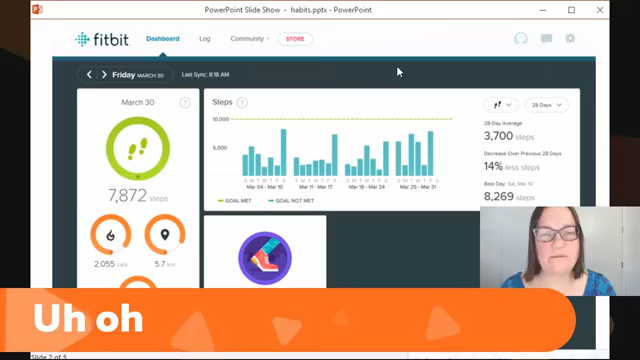 PowerPoint Slide Show - habits.pptx - PowerPoint
fitbit Dashboard Log Community STORE
Friday MARCH 30 Last Sync: 8:18 AM
March 30 ?
7,872 steps
2,055 cals 5.7 km
Steps ?
28 Days
10,000
5,000
S M T W T F S S M T W T F S S M T W T F S S M T W T F S
Mar 04 - Mar 10 Mar 11 - Mar 17 Mar 18 - Mar 24 Mar 25 - Mar 31
GOAL MET GOAL NOT MET
28-Day Average
3,700 steps
Decrease Over Previous 28 Days
14% less steps
Best Day: Sat, Mar 10
8,269 steps
Uh oh
Slide 2 of 5